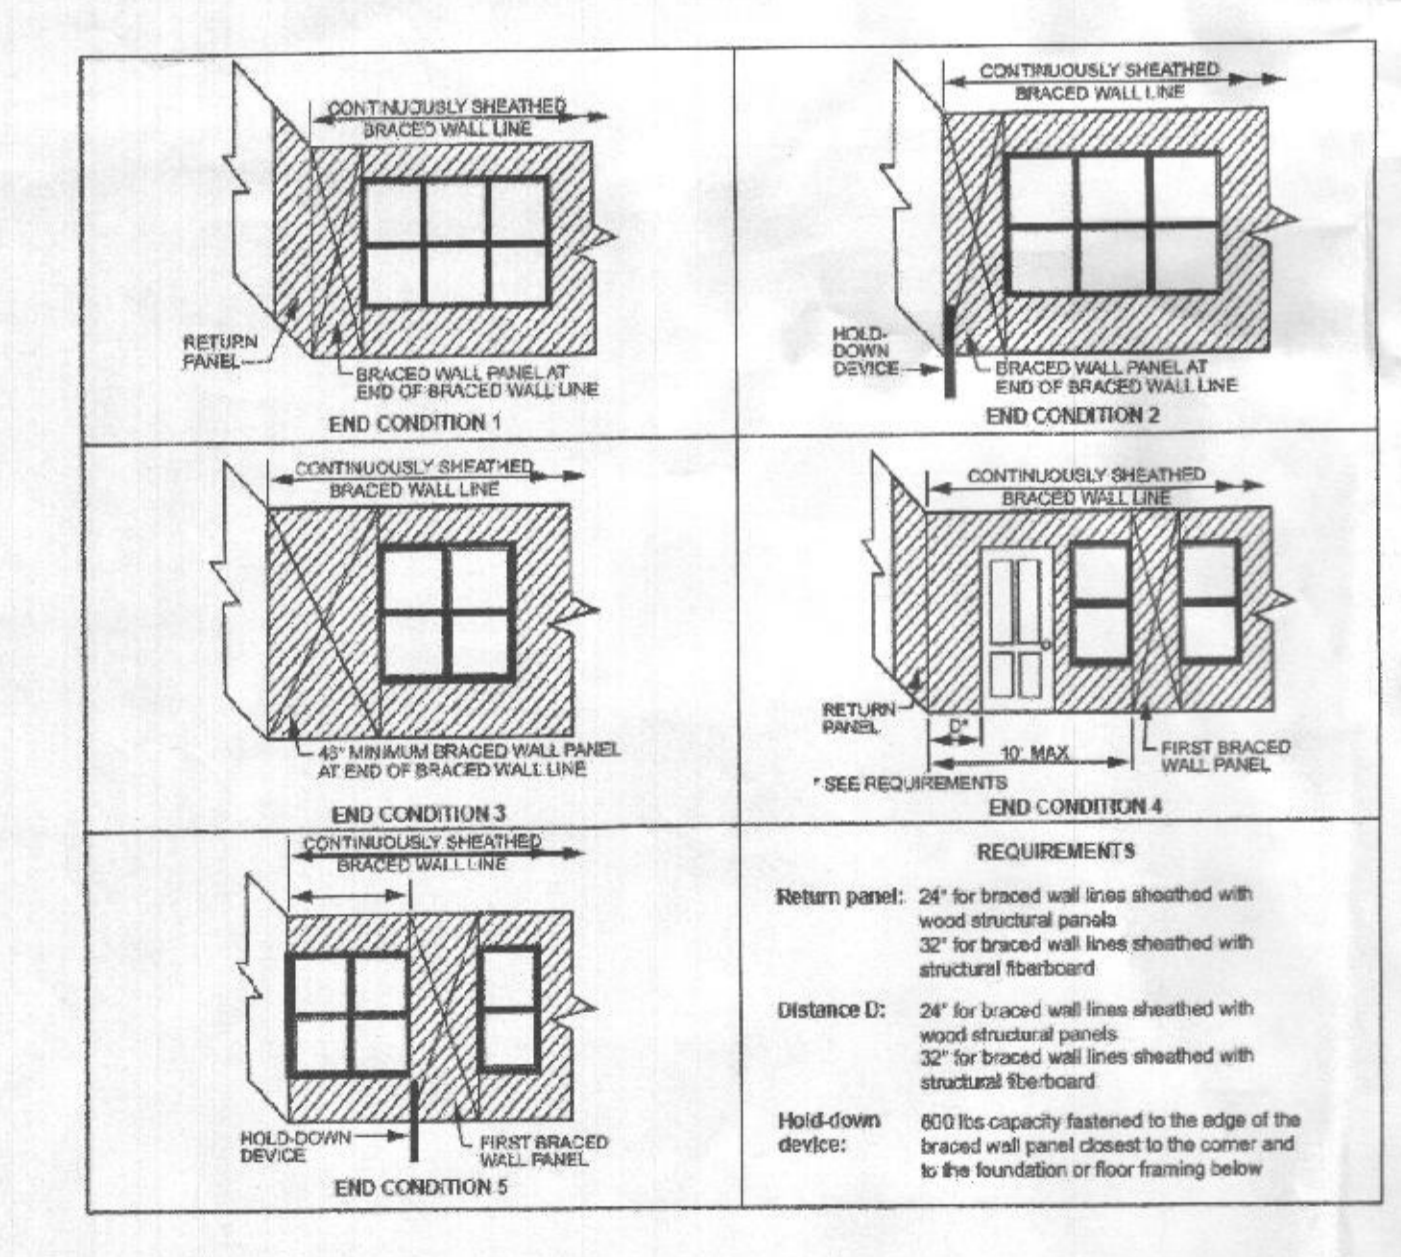 CONTINUOUSLY SHEATHED
BRACED WALL LINE
RETURN
PANEL
BRACED WALL PANEL AT
END OF BRACED WALL LINE
END CONDITION 1
CONTINUOUSLY SHEATHED
BRACED WALL LINE
HOLD-
DOWN
DEVICE
BRACED WALL PANEL AT
END OF BRACED WALL LINE
END CONDITION 2
CONTINUOUSLY SHEATHED
BRACED WALL LINE
48" MINIMUM BRACED WALL PANEL
AT END OF BRACED WALL LINE
END CONDITION 3
CONTINUOUSLY SHEATHED
BRACED WALL LINE
RETURN
PANEL
D*
10' MAX
FIRST BRACED
WALL PANEL
* SEE REQUIREMENTS
END CONDITION 4
CONTINUOUSLY SHEATHED
BRACED WALL LINE
HOLD-DOWN
DEVICE
FIRST BRACED
WALL PANEL
END CONDITION 5
REQUIREMENTS
Return panel: 24" for braced wall lines sheathed with
wood structural panels
32" for braced wall lines sheathed with
structural fiberboard
Distance D: 24" for braced wall lines sheathed with
wood structural panels
32" for braced wall lines sheathed with
structural fiberboard
Hold-down 800 lbs capacity fastened to the edge of the
device: braced wall panel closest to the corner and
to the foundation or floor framing below